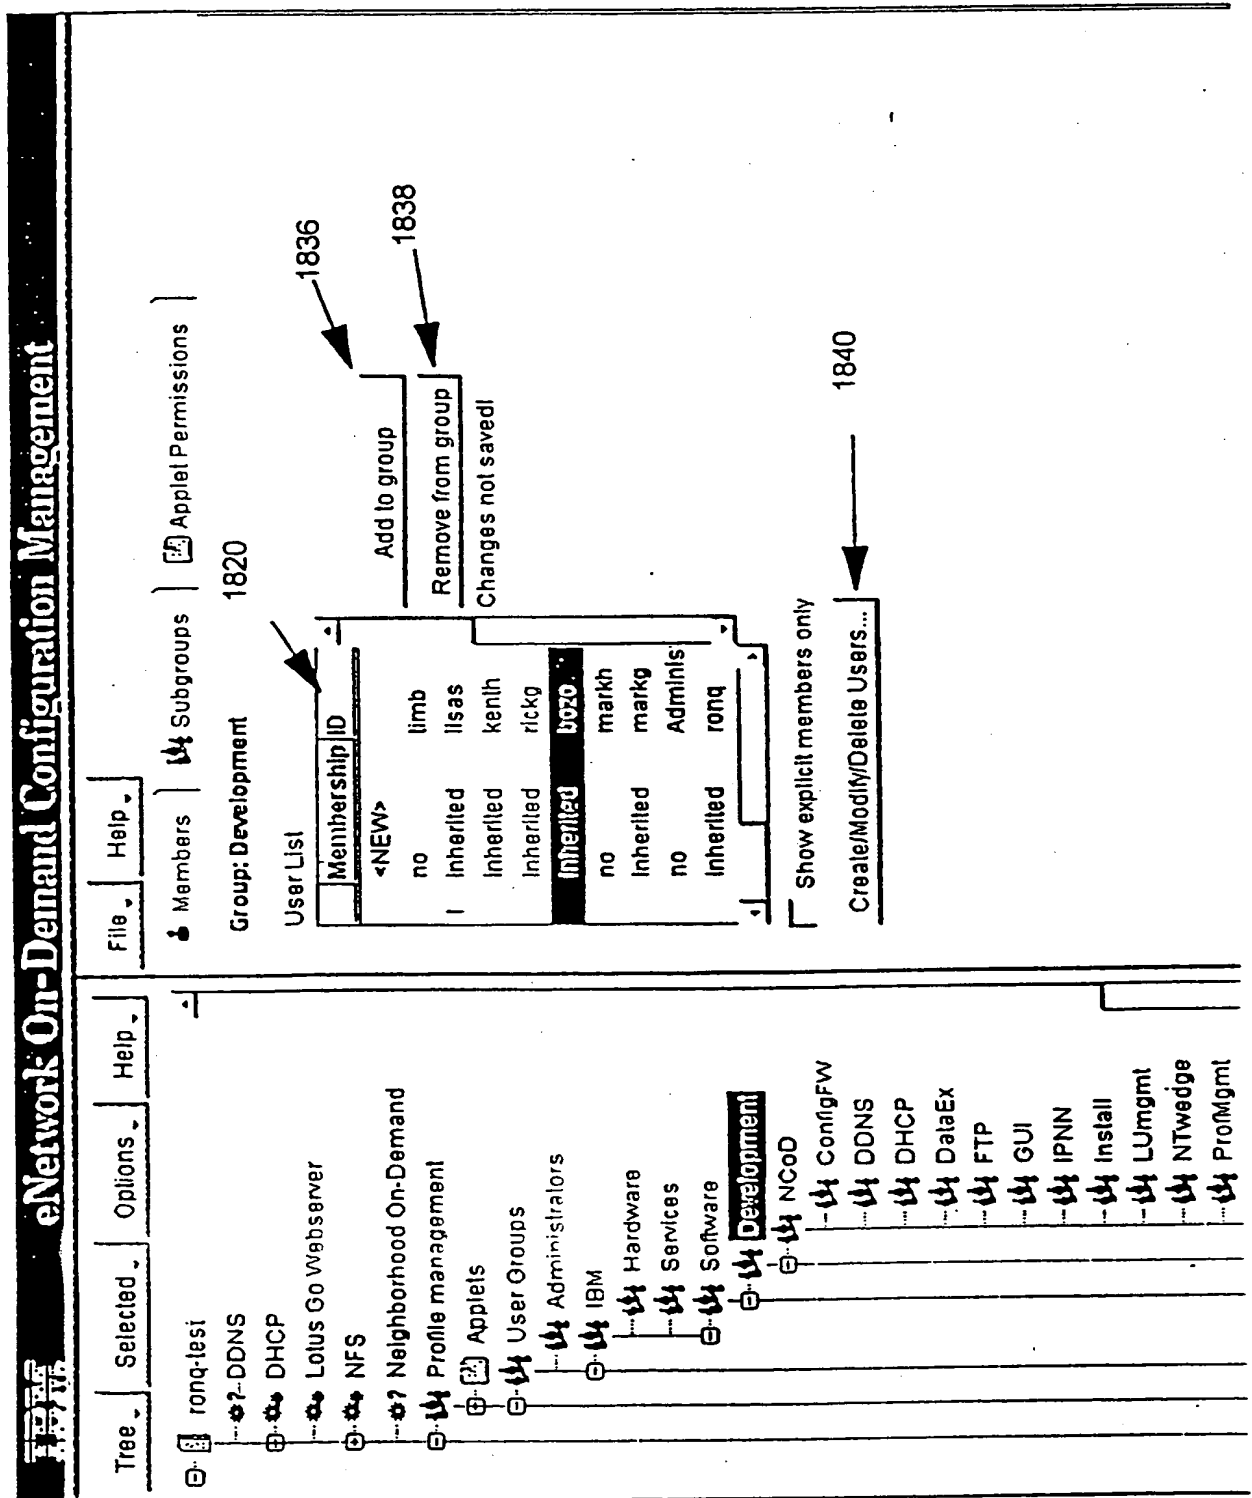 IBM eNetwork On-Demand Configuration Management
Tree Selected Options Help
ronq-test
?-DDNS
DHCP
Lotus Go Webserver
NFS
? Neighborhood On-Demand
Profile management
Applets
User Groups
Administrators
IBM
Hardware
Services
Software
Development
NCoD
ConfigFW
DDNS
DHCP
DataEx
FTP
GUI
IPNN
Install
LUmgmt
NTwedge
ProfMgmt
File Help
Members Subgroups Applet Permissions
Group: Development
1820
User List
Membership ID
<NEW>
no timb
Inherited lisas
Inherited kenth
Inherited rickg
Inherited bozo
no markh
Inherited markg
no Adminis
Inherited ronq
Add to group
1836
Remove from group
1838
Changes not saved!
Show explicit members only
Create/Modify/Delete Users...
1840